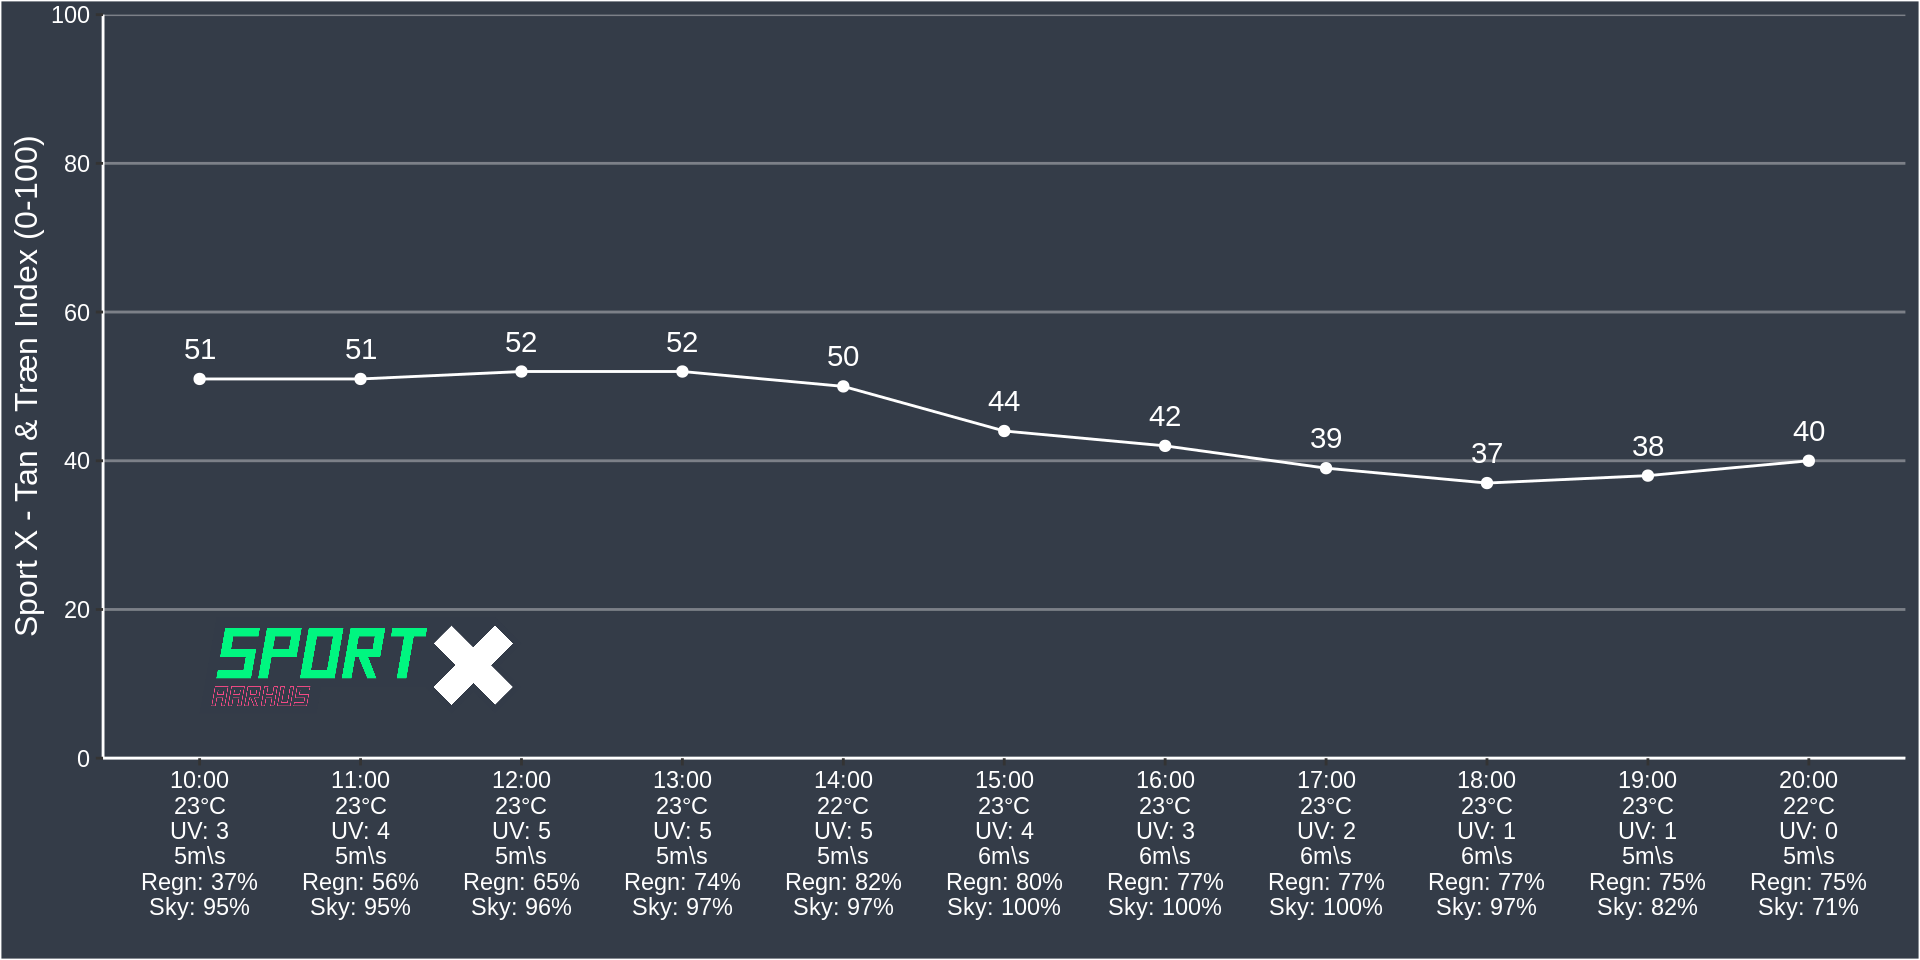 Sport X - Tan & Træn Index (0-100)
100
80
60
40
20
0
51 51 52 52 50 44 42 39 37 38 40
SPORT X
AARHUS
10:00 11:00 12:00 13:00 14:00 15:00 16:00 17:00 18:00 19:00 20:00
23°C 23°C 23°C 23°C 22°C 23°C 23°C 23°C 23°C 23°C 22°C
UV: 3 UV: 4 UV: 5 UV: 5 UV: 5 UV: 4 UV: 3 UV: 2 UV: 1 UV: 1 UV: 0
5m\s 5m\s 5m\s 5m\s 5m\s 6m\s 6m\s 6m\s 6m\s 5m\s 5m\s
Regn: 37% Regn: 56% Regn: 65% Regn: 74% Regn: 82% Regn: 80% Regn: 77% Regn: 77% Regn: 77% Regn: 75% Regn: 75%
Sky: 95% Sky: 95% Sky: 96% Sky: 97% Sky: 97% Sky: 100% Sky: 100% Sky: 100% Sky: 97% Sky: 82% Sky: 71%